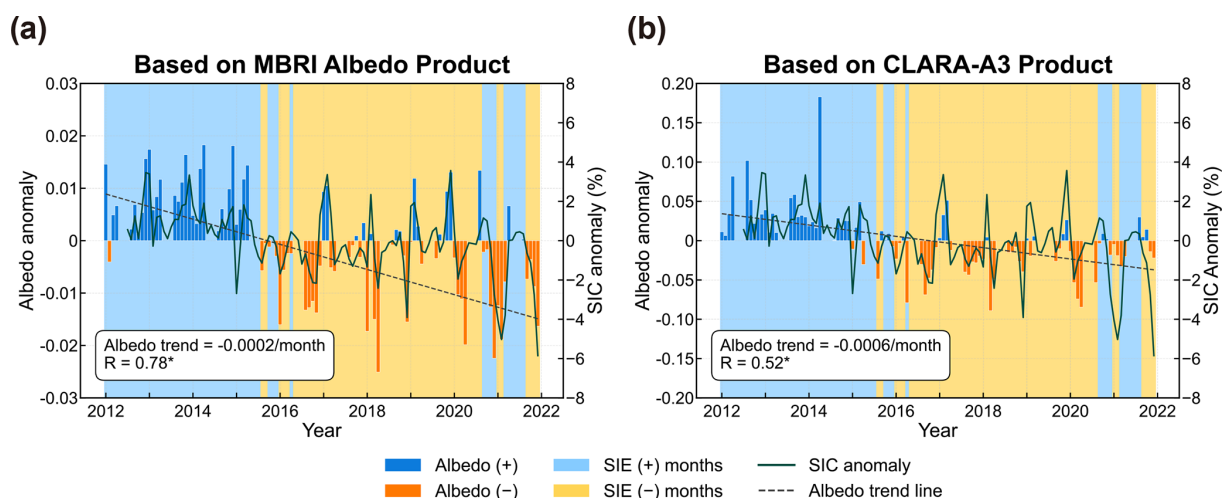 (a)
Based on MBRI Albedo Product
Albedo anomaly
0.03
0.02
0.01
0
-0.01
-0.02
-0.03
8
6
4
2
0
−2
−4
−6
−8
SIC anomaly (%)
Albedo trend = -0.0002/month
R = 0.78*
2012 2014 2016 2018 2020 2022
Year
(b)
Based on CLARA-A3 Product
Albedo anomaly
0.20
0.15
0.10
0.05
0
-0.05
-0.10
-0.15
-0.20
8
6
4
2
0
−2
−4
−6
−8
SIC Anomaly (%)
Albedo trend = -0.0006/month
R = 0.52*
2012 2014 2016 2018 2020 2022
Year
Albedo (+) SIE (+) months SIC anomaly
Albedo (−) SIE (−) months Albedo trend line